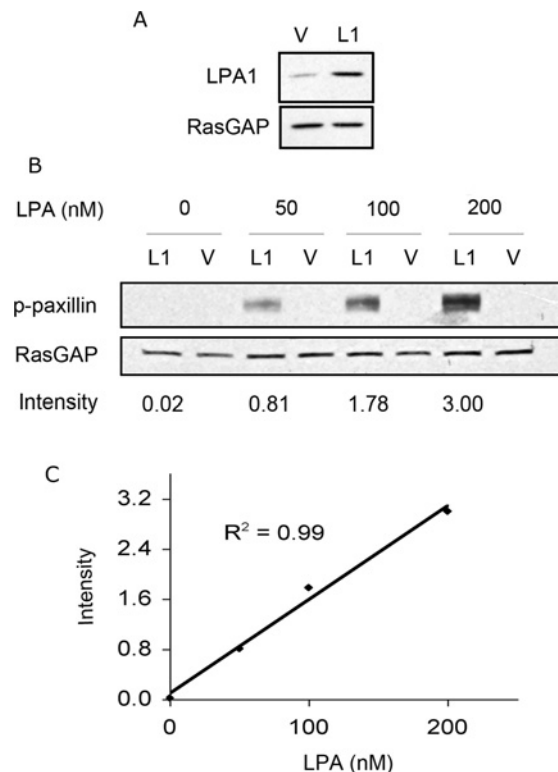 A
V L1
LPA1
RasGAP
B
LPA (nM) 0 50 100 200
L1 V L1 V L1 V L1 V
p-paxillin
RasGAP
Intensity 0.02 0.81 1.78 3.00
C
3.2
2.4
1.6
0.8
0.0
Intensity
R² = 0.99
0 100 200
LPA (nM)